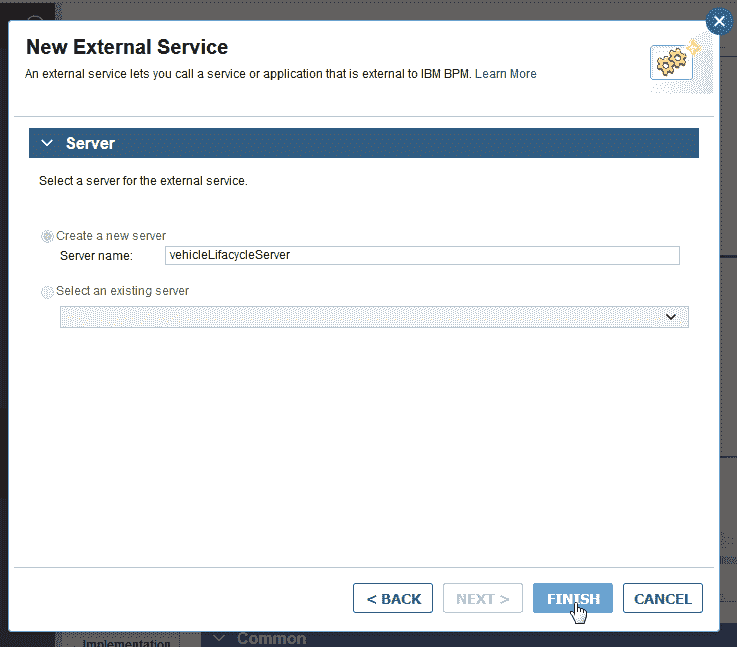 New External Service
An external service lets you call a service or application that is external to IBM BPM. Learn More
Server
Select a server for the external service.
Create a new server
Server name: vehicleLifacycleServer
Select an existing server
< BACK NEXT > FINISH CANCEL
Implementation Common